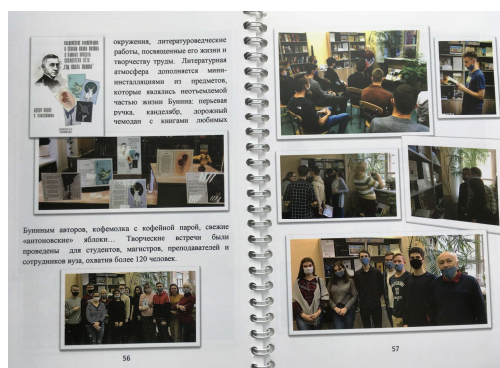 окружения, литературоведческие
работы, посвященные его жизни и
творчеству труды. Литературная
атмосфера дополняется мини-
инсталляциями из предметов,
которые являлись неотъемлемой
частью жизни Бунина: перьевая
ручка, канделябр, дорожный
чемодан с книгами любимых
Буниным авторов, кофемолка с кофейной парой, свежие
«антоновские» яблоки… Творческие встречи были
проведены для студентов, магистров, преподавателей и
сотрудников вуза, охватив более 120 человек.
56
57